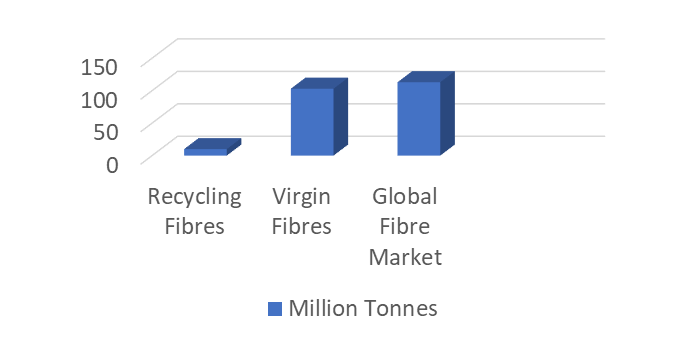 150
100
50
0
Recycling
Fibres
Virgin
Fibres
Global
Fibre
Market
Million Tonnes